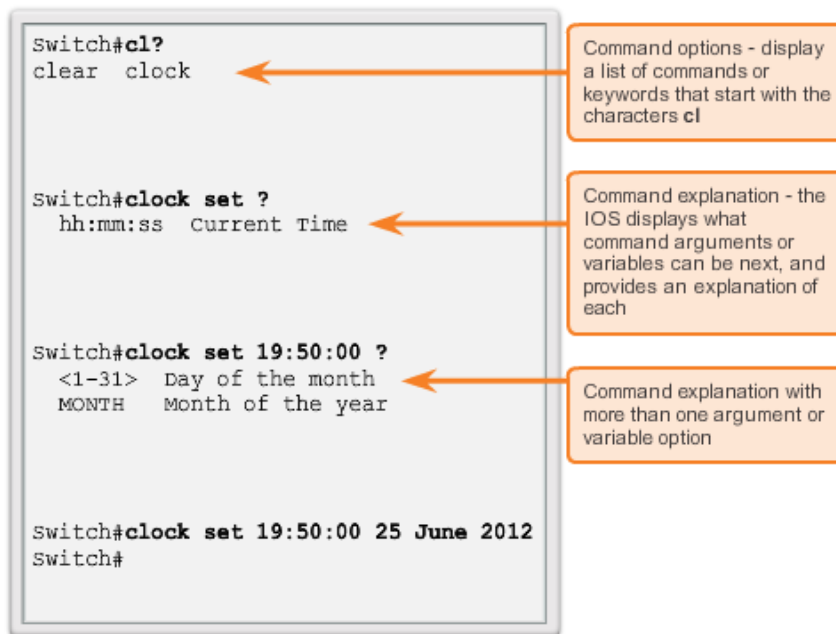 Switch#cl?
clear clock
Command options - display
a list of commands or
keywords that start with the
characters cl
Switch#clock set ?
hh:mm:ss Current Time
Command explanation - the
IOS displays what
command arguments or
variables can be next, and
provides an explanation of
each
Switch#clock set 19:50:00 ?
<1-31> Day of the month
MONTH Month of the year
Command explanation with
more than one argument or
variable option
Switch#clock set 19:50:00 25 June 2012
Switch#